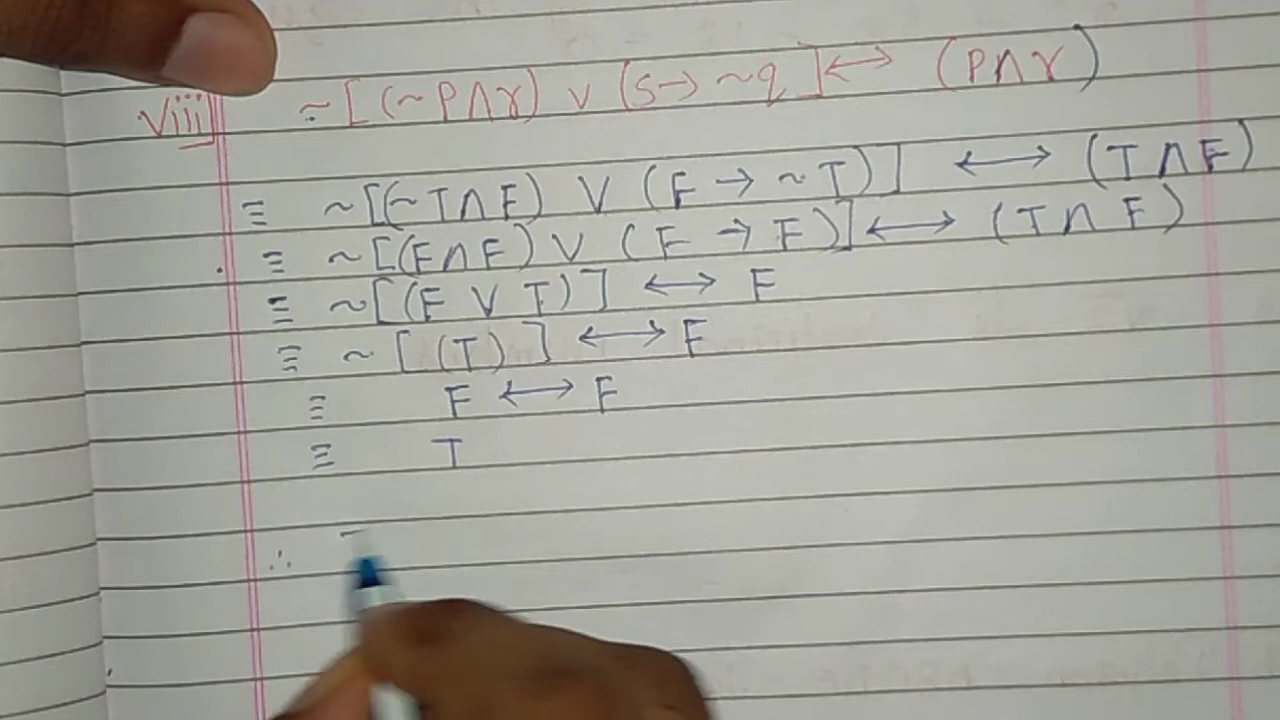 viii] ~[(~p∧r) ∨ (s→~q] ↔ (p∧r)
≡ ~[(~T∧F) ∨ (F → ~T)] ↔ (T∧F)
≡ ~[(F∧F) ∨ (F → F)] ↔ (T∧F)
≡ ~[(F ∨ T)] ↔ F
≡ ~[(T)] ↔ F
≡ F ↔ F
≡ T
∴